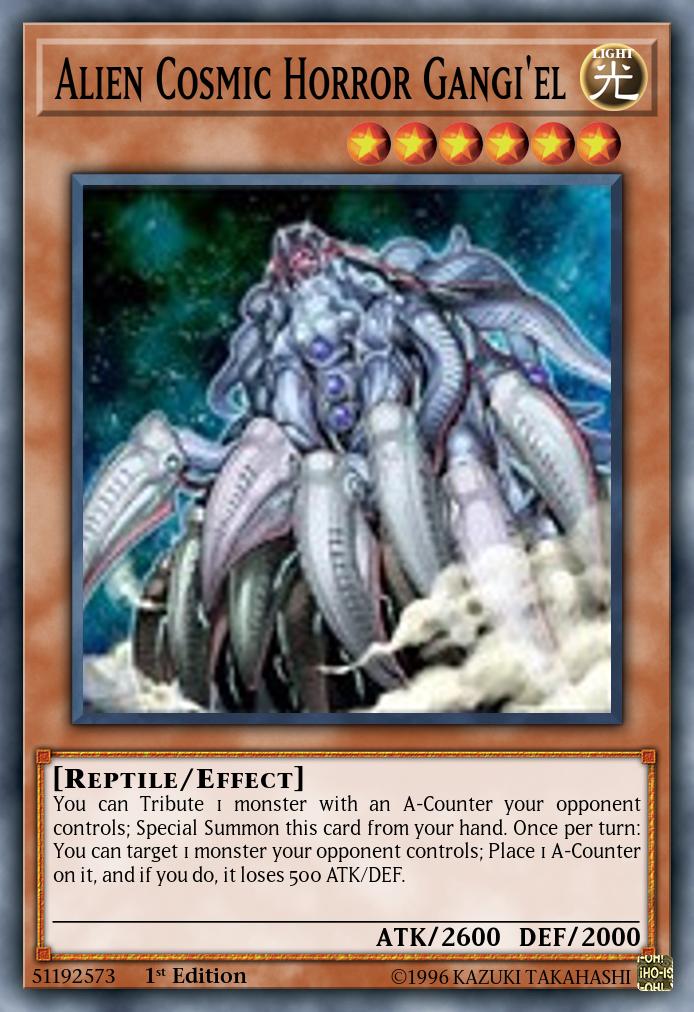 Alien Cosmic Horror Gangi'el
LIGHT
光
[Reptile/Effect]
You can Tribute 1 monster with an A-Counter your opponent
controls; Special Summon this card from your hand. Once per turn:
You can target 1 monster your opponent controls; Place 1 A-Counter
on it, and if you do, it loses 500 ATK/DEF.
ATK/2600 DEF/2000
51192573 1st Edition ©1996 KAZUKI TAKAHASHI